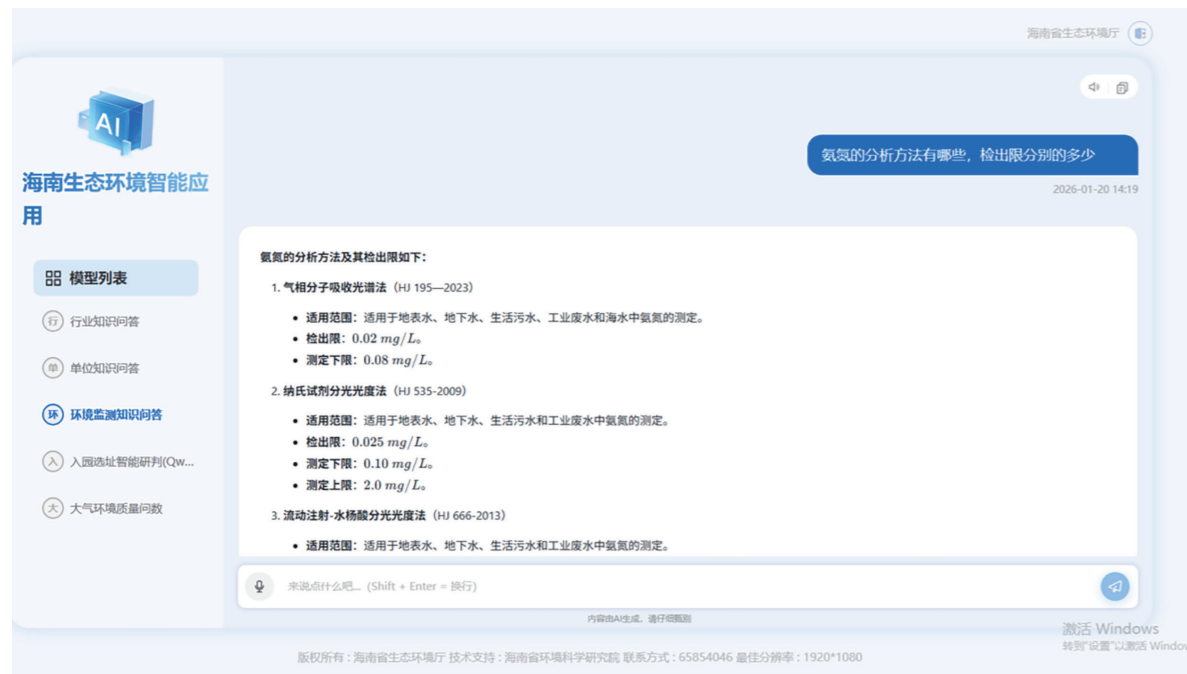 海南省生态环境厅
AI
海南生态环境智能应
用
模型列表
行 行业知识问答
单 单位知识问答
环 环境监测知识问答
入 入园选址智能研判(Qw...
大 大气环境质量问数
氨氮的分析方法有哪些，检出限分别的多少
2026-01-20 14:19
氨氮的分析方法及其检出限如下：
1. 气相分子吸收光谱法（HJ 195—2023）
• 适用范围：适用于地表水、地下水、生活污水、工业废水和海水中氨氮的测定。
• 检出限：0.02 mg/L。
• 测定下限：0.08 mg/L。
2. 纳氏试剂分光光度法（HJ 535-2009）
• 适用范围：适用于地表水、地下水、生活污水和工业废水中氨氮的测定。
• 检出限：0.025 mg/L。
• 测定下限：0.10 mg/L。
• 测定上限：2.0 mg/L。
3. 流动注射-水杨酸分光光度法（HJ 666-2013）
• 适用范围：适用于地表水、地下水、生活污水和工业废水中氨氮的测定。
来说点什么吧... (Shift + Enter = 换行)
内容由AI生成，请仔细甄别
激活 Windows
转到"设置"以激活 Window
版权所有 : 海南省生态环境厅 技术支持 : 海南省环境科学研究院 联系方式 : 65854046 最佳分辨率 : 1920*1080